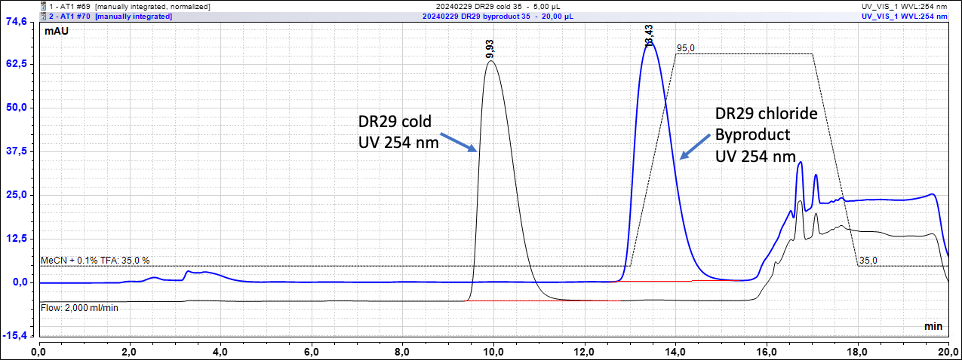 1 - AT1 #69 [manually integrated, normalized] 20240229 DR29 cold 35 - 5,00 µL UV_VIS_1 WVL:254 nm
2 - AT1 #70 [manually integrated] 20240229 DR29 byproduct 35 - 20,00 µL UV_VIS_1 WVL:254 nm
74,6
mAU
9,93
13,43
95,0
62,5
50,0
DR29 cold
UV 254 nm
DR29 chloride
Byproduct
UV 254 nm
37,5
25,0
12,5
MeCN + 0.1% TFA: 35,0 %
35,0
0,0
Flow: 2,000 ml/min
min
-15,4
0,0 2,0 4,0 6,0 8,0 10,0 12,0 14,0 16,0 18,0 20,0